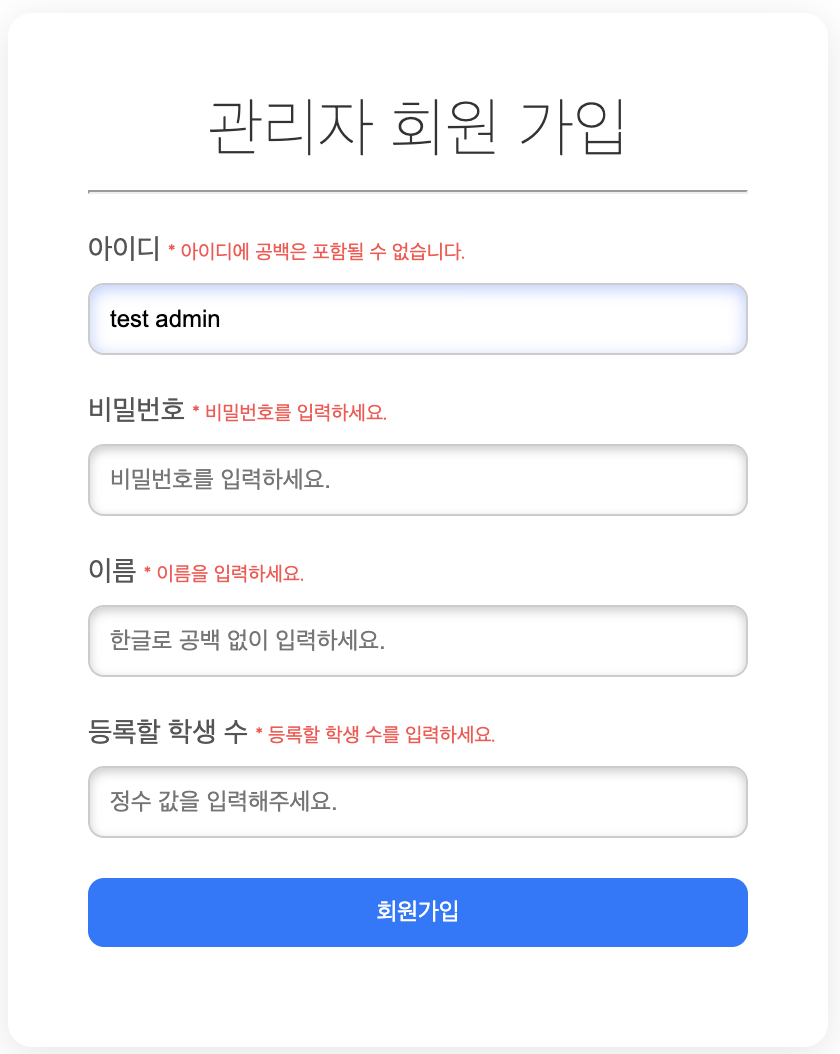 관리자 회원 가입
아이디 * 아이디에 공백은 포함될 수 없습니다.
test admin
비밀번호 * 비밀번호를 입력하세요.
비밀번호를 입력하세요.
이름 * 이름을 입력하세요.
한글로 공백 없이 입력하세요.
등록할 학생 수 * 등록할 학생 수를 입력하세요.
정수 값을 입력해주세요.
회원가입